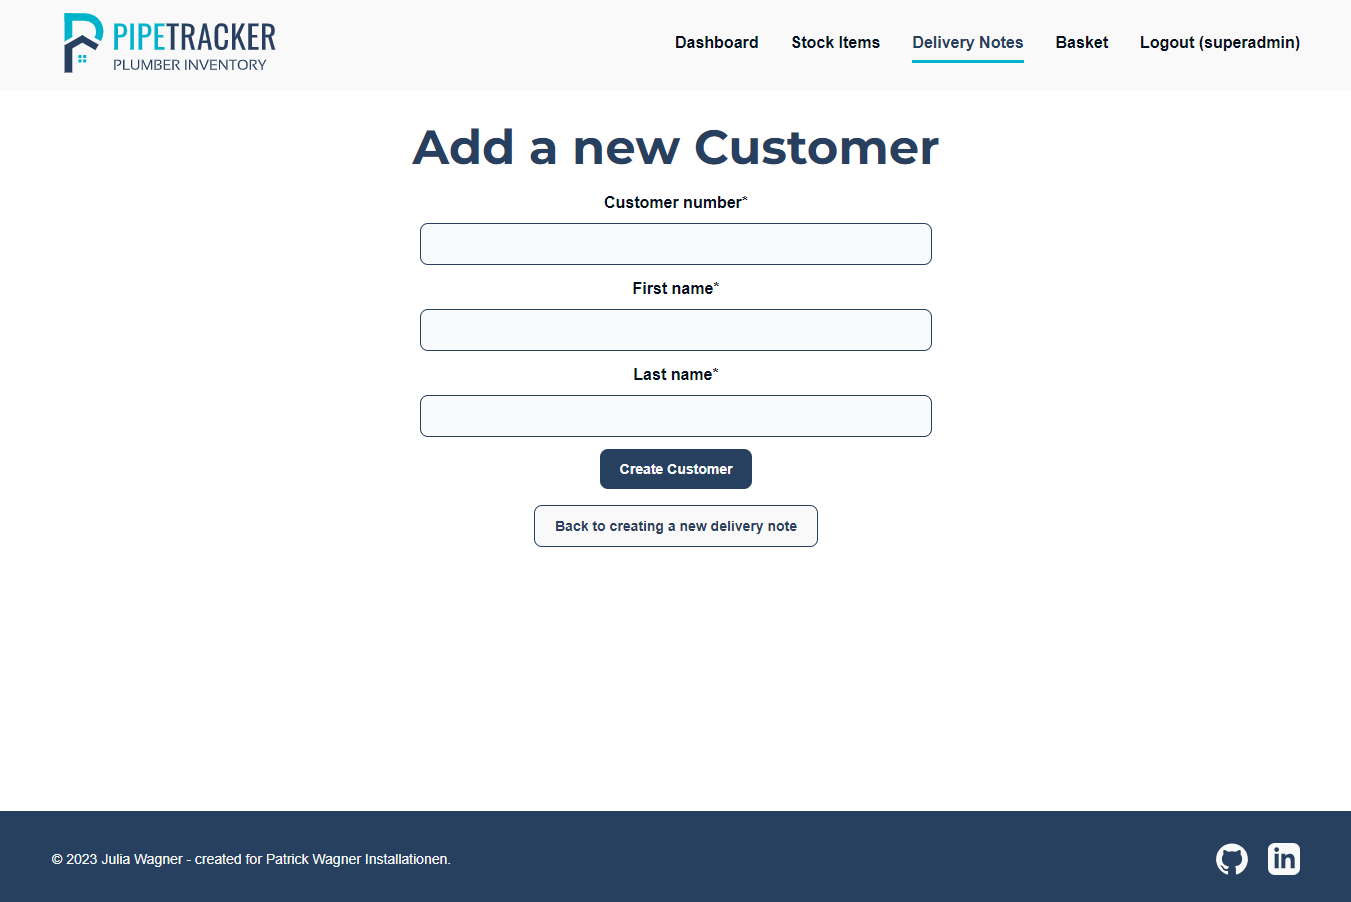 PIPETRACKER
PLUMBER INVENTORY
Dashboard Stock Items Delivery Notes Basket Logout (superadmin)
Add a new Customer
Customer number*
First name*
Last name*
Create Customer
Back to creating a new delivery note
© 2023 Julia Wagner - created for Patrick Wagner Installationen.
in